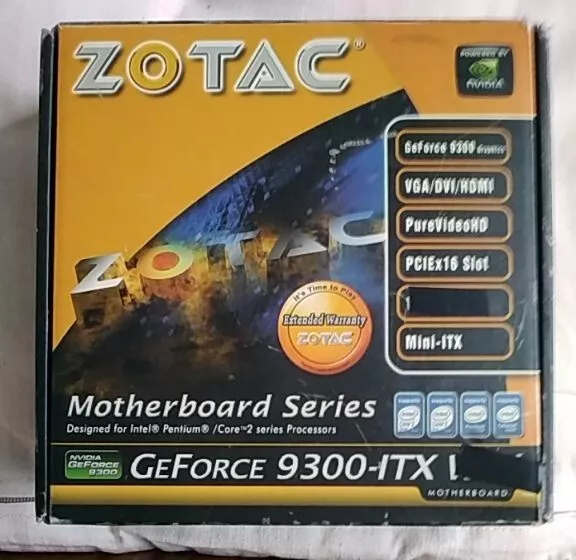 ZOTAC®
POWERED BY
NVIDIA
GeForce 9300 Graphics
VGA/DVI/HDMI
PureVideoHD
PCIEx16 Slot
Mini-ITX
ZOTAC
It's Time to Play
Extended Warranty
ZOTAC
Motherboard Series
Designed for Intel® Pentium® /Core™2 series Processors
NVIDIA
GEFORCE
9300
GEFORCE 9300-ITX
MOTHERBOARD